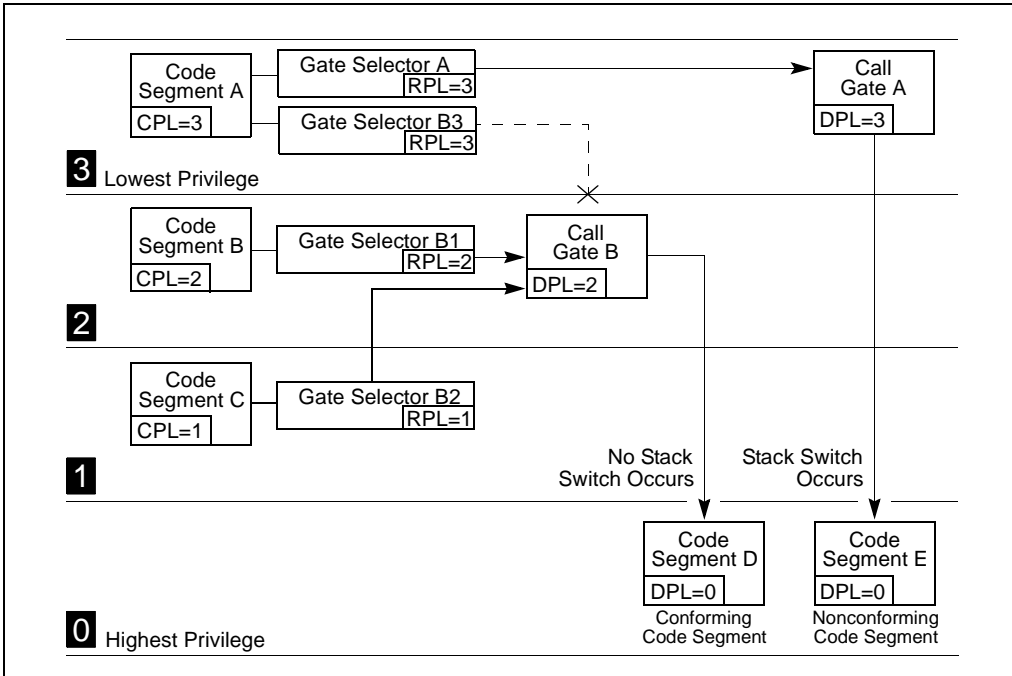 Code
Segment A
CPL=3
Gate Selector A
RPL=3
Gate Selector B3
RPL=3
Call
Gate A
DPL=3
3 Lowest Privilege
Code
Segment B
CPL=2
Gate Selector B1
RPL=2
Call
Gate B
DPL=2
2
Code
Segment C
CPL=1
Gate Selector B2
RPL=1
No Stack
Switch Occurs
Stack Switch
Occurs
1
Code
Segment D
DPL=0
Conforming
Code Segment
Code
Segment E
DPL=0
Nonconforming
Code Segment
0 Highest Privilege